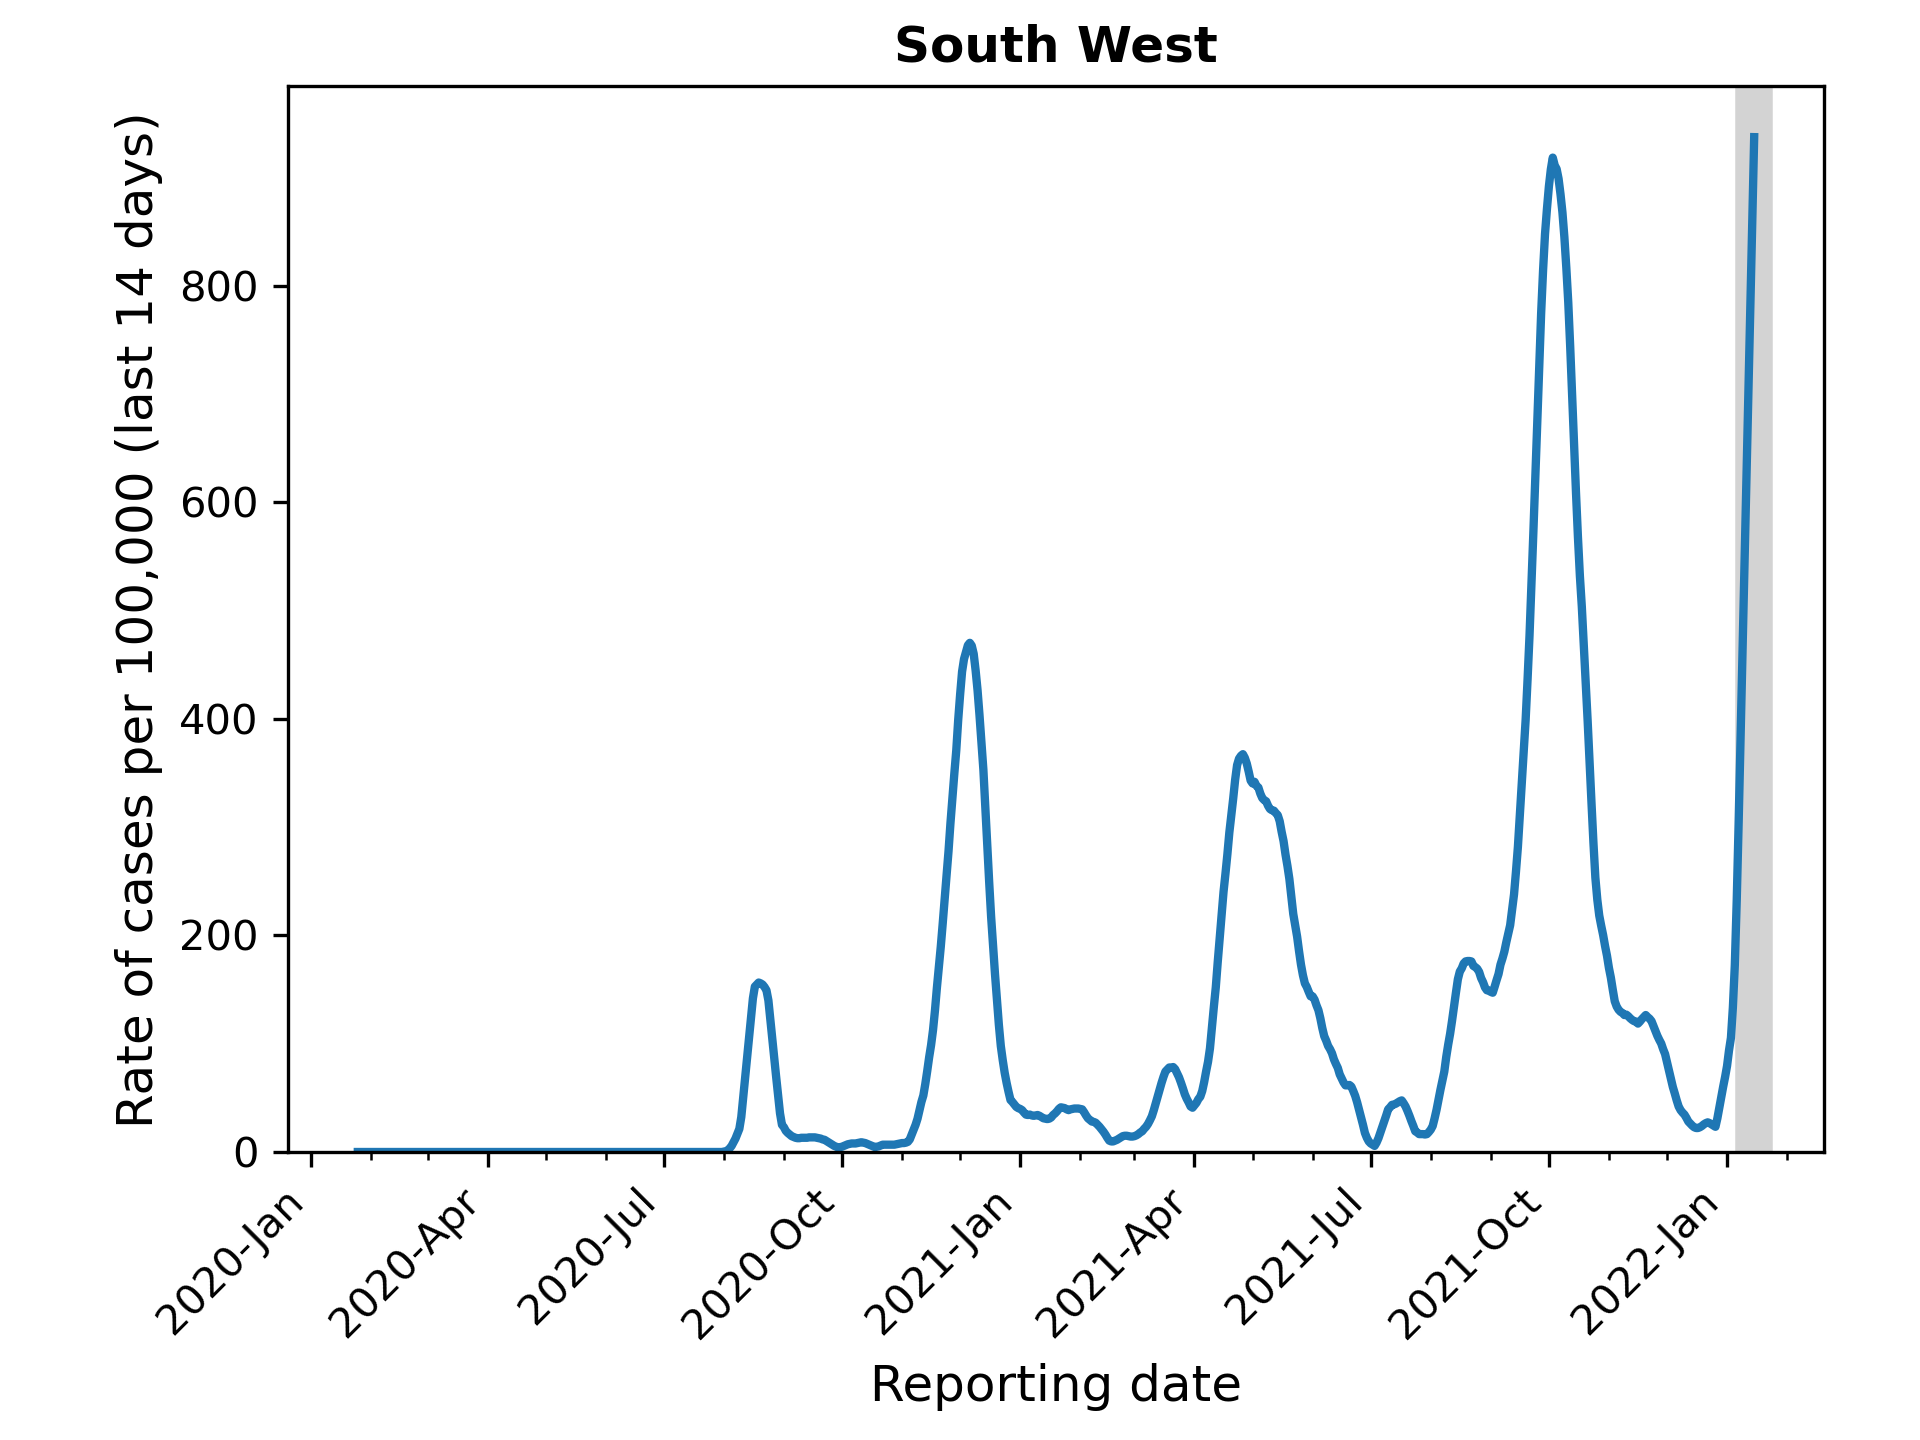 South West
Rate of cases per 100,000 (last 14 days)
800
600
400
200
0
2020-Jan
2020-Apr
2020-Jul
2020-Oct
2021-Jan
2021-Apr
2021-Jul
2021-Oct
2022-Jan
Reporting date